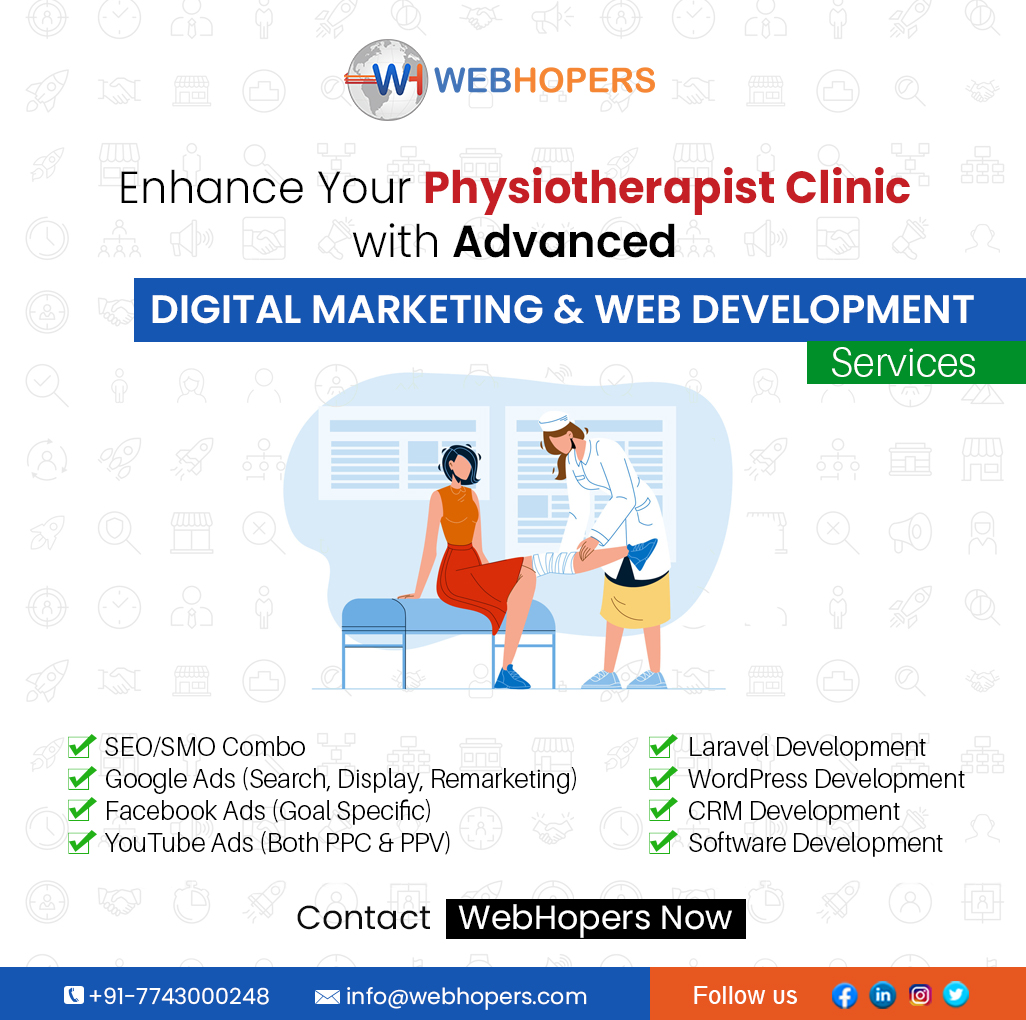 WH WEBHOPERS
Enhance Your Physiotherapist Clinic
with Advanced
DIGITAL MARKETING & WEB DEVELOPMENT
Services
SEO/SMO Combo
Google Ads (Search, Display, Remarketing)
Facebook Ads (Goal Specific)
YouTube Ads (Both PPC & PPV)
Laravel Development
WordPress Development
CRM Development
Software Development
Contact WebHopers Now
+91-7743000248
info@webhopers.com
Follow us